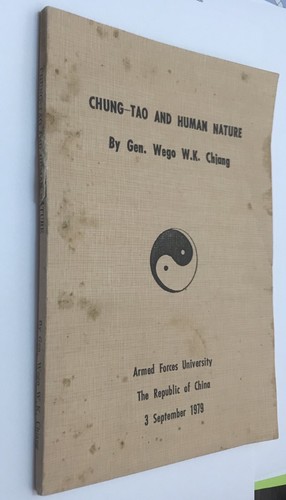 CHUNG-TAO AND HUMAN NATURE
By Gen. Wego W.K. Chiang
Armed Forces University
The Republic of China
3 September 1979